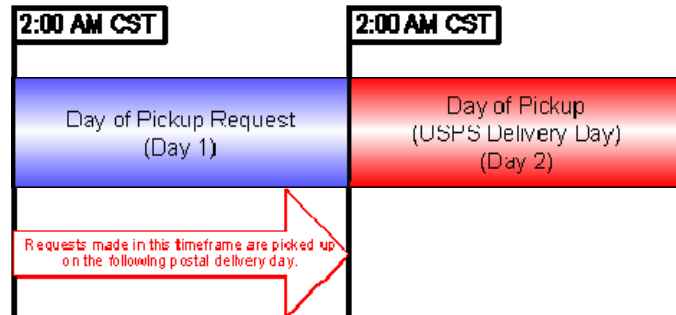 2:00 AM CST
2:00 AM CST
Day of Pickup Request
(Day 1)
Day of Pickup
(USPS Delivery Day)
(Day 2)
Requests made in this timeframe are picked up
on the following postal delivery day.